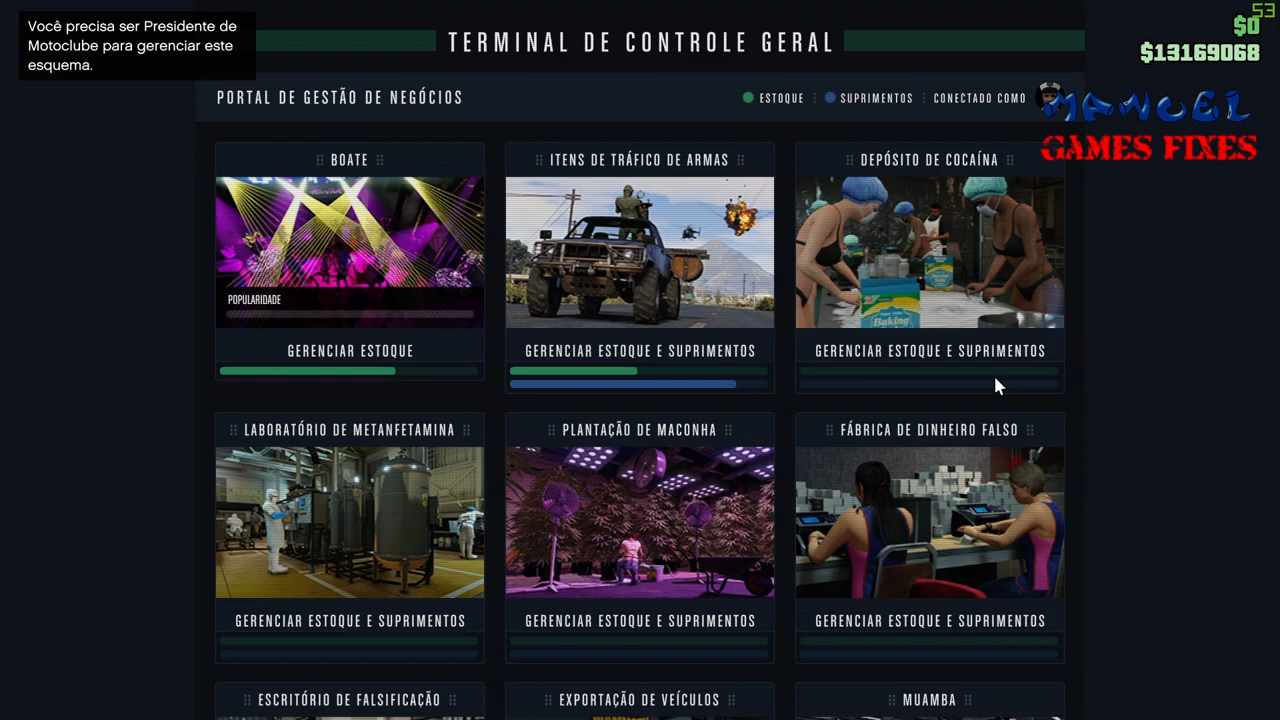 Você precisa ser Presidente de
Motoclube para gerenciar este
esquema.
TERMINAL DE CONTROLE GERAL
53
$0
$13169068
PORTAL DE GESTÃO DE NEGÓCIOS
ESTOQUE
SUPRIMENTOS
CONECTADO COMO
MANUEL
GAMES FIXES
BOATE
ITENS DE TRÁFICO DE ARMAS
DEPÓSITO DE COCAÍNA
POPULARIDADE
Baking
GERENCIAR ESTOQUE
GERENCIAR ESTOQUE E SUPRIMENTOS
GERENCIAR ESTOQUE E SUPRIMENTOS
LABORATÓRIO DE METANFETAMINA
PLANTAÇÃO DE MACONHA
FÁBRICA DE DINHEIRO FALSO
GERENCIAR ESTOQUE E SUPRIMENTOS
GERENCIAR ESTOQUE E SUPRIMENTOS
GERENCIAR ESTOQUE E SUPRIMENTOS
ESCRITÓRIO DE FALSIFICAÇÃO
EXPORTAÇÃO DE VEÍCULOS
MUAMBA